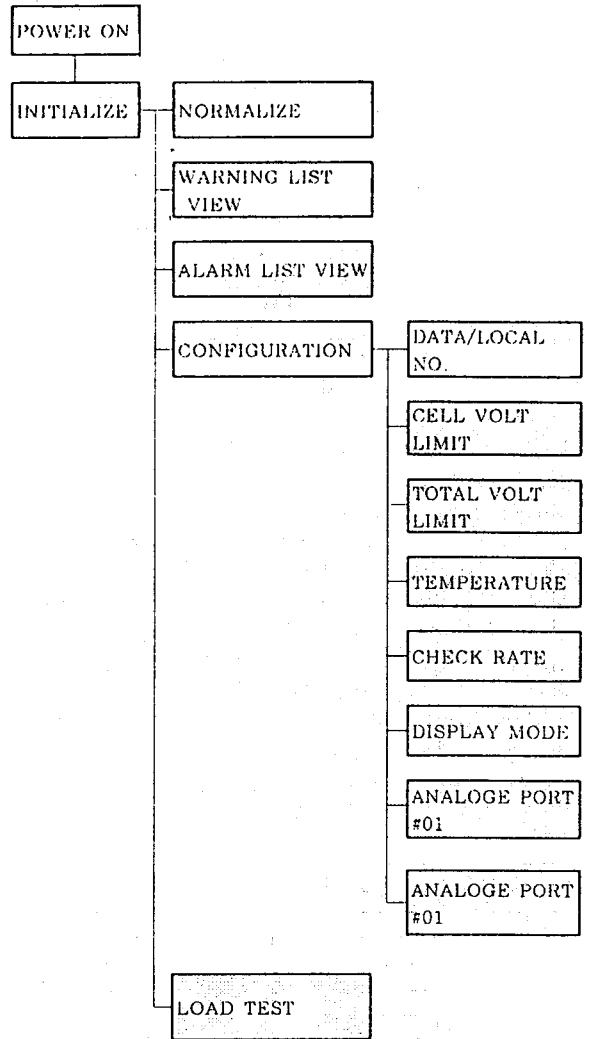 POWER ON
INITIALIZE
NORMALIZE
WARNING LIST
VIEW
ALARM LIST VIEW
CONFIGURATION
DATA/LOCAL
NO.
CELL VOLT
LIMIT
TOTAL VOLT
LIMIT
TEMPERATURE
CHECK RATE
DISPLAY MODE
ANALOGE PORT
#01
ANALOGE PORT
#01
LOAD TEST